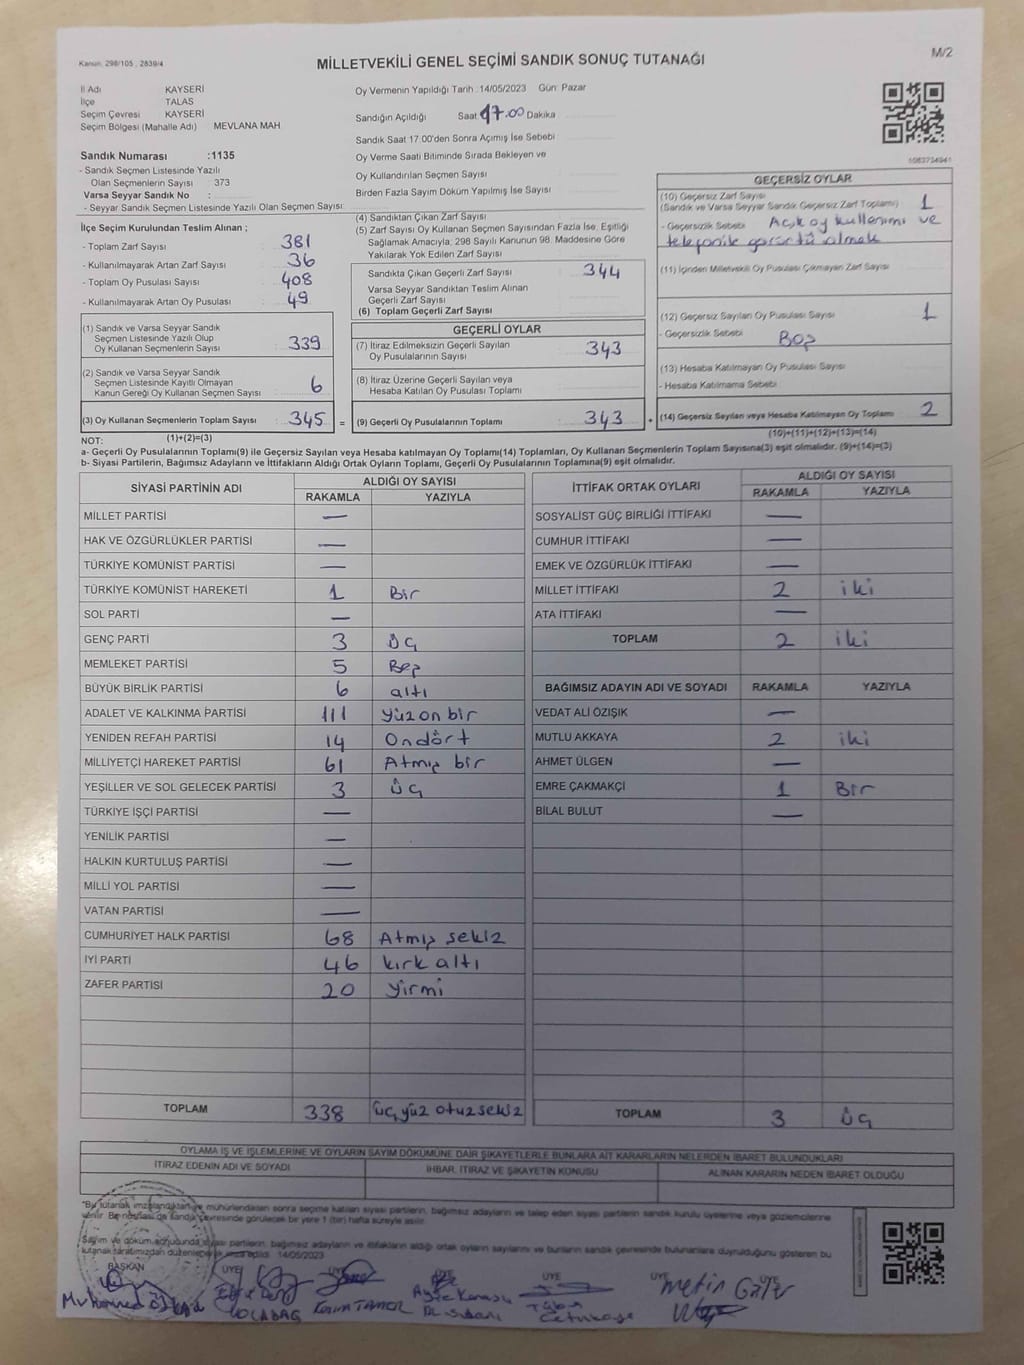 Kanun: 298/105 , 2839/4
MİLLETVEKİLİ GENEL SEÇİMİ SANDIK SONUÇ TUTANAĞI
M/2
İl Adı KAYSERİ
İlçe TALAS
Seçim Çevresi KAYSERİ
Seçim Bölgesi (Mahalle Adı) MEVLANA MAH
Sandık Numarası :1135
- Sandık Seçmen Listesinde Yazılı
Olan Seçmenlerin Sayısı : 373
Varsa Seyyar Sandık No :
- Seyyar Sandık Seçmen Listesinde Yazılı Olan Seçmen Sayısı:
Oy Vermenin Yapıldığı Tarih :14/05/2023 Gün: Pazar
Sandığın Açıldığı Saat 17.00 Dakika
Sandık Saat 17:00'den Sonra Açılmış İse Sebebi
Oy Verme Saati Bitiminde Sırada Bekleyen ve
Oy Kullandırılan Seçmen Sayısı
Birden Fazla Sayım Döküm Yapılmış İse Sayısı
İlçe Seçim Kurulundan Teslim Alınan ;
- Toplam Zarf Sayısı : 381
- Kullanılmayarak Artan Zarf Sayısı : 36
- Toplam Oy Pusulası Sayısı : 408
- Kullanılmayarak Artan Oy Pusulası : 49
(1) Sandık ve Varsa Seyyar Sandık
Seçmen Listesinde Yazılı Olup
Oy Kullanan Seçmenlerin Sayısı : 339
(2) Sandık ve Varsa Seyyar Sandık
Seçmen Listesinde Kayıtlı Olmayan
Kanun Gereği Oy Kullanan Seçmen Sayısı : 6
(3) Oy Kullanan Seçmenlerin Toplam Sayısı : 345 =
(1)+(2)=(3)
(4) Sandıktan Çıkan Zarf Sayısı
(5) Zarf Sayısı Oy Kullanan Seçmen Sayısından Fazla İse, Eşitliği
Sağlamak Amacıyla, 298 Sayılı Kanunun 98. Maddesine Göre
Yakılarak Yok Edilen Zarf Sayısı
Sandıkta Çıkan Geçerli Zarf Sayısı : 344
Varsa Seyyar Sandıktan Teslim Alınan
Geçerli Zarf Sayısı
(6) Toplam Geçerli Zarf Sayısı
GEÇERLİ OYLAR
(7) İtiraz Edilmeksizin Geçerli Sayılan
Oy Pusulalarının Sayısı : 343
(8) İtiraz Üzerine Geçerli Sayılan veya
Hesaba Katılan Oy Pusulası Toplamı
(9) Geçerli Oy Pusulalarının Toplamı : 343 +
1083734941
GEÇERSİZ OYLAR
(10) Geçersiz Zarf Sayısı 1
(Sandık ve Varsa Seyyar Sandık Geçersiz Zarf Toplamı)
- Geçersizlik Sebebi : Açık oy kullanımı ve
telefonla görüntü almak
(11) İçinden Milletvekili Oy Pusulası Çıkmayan Zarf Sayısı
(12) Geçersiz Sayılan Oy Pusulası Sayısı : 1
- Geçersizlik Sebebi : Boş
(13) Hesaba Katılmayan Oy Pusulası Sayısı
- Hesaba Katılmama Sebebi :
(14) Geçersiz Sayılan veya Hesaba Katılmayan Oy Toplamı 2
(10)+(11)+(12)+(13)=(14)
NOT:
a- Geçerli Oy Pusulalarının Toplamı(9) ile Geçersiz Sayılan veya Hesaba katılmayan Oy Toplamı(14) Toplamları, Oy Kullanan Seçmenlerin Toplam Sayısına(3) eşit olmalıdır. (9)+(14)=(3)
b- Siyasi Partilerin, Bağımsız Adayların ve İttifakların Aldığı Ortak Oyların Toplamı, Geçerli Oy Pusulalarının Toplamına(9) eşit olmalıdır.
SİYASİ PARTİNİN ADI ALDIĞI OY SAYISI
RAKAMLA YAZIYLA
MİLLET PARTİSİ —
HAK VE ÖZGÜRLÜKLER PARTİSİ —
TÜRKİYE KOMÜNİST PARTİSİ —
TÜRKİYE KOMÜNİST HAREKETİ 1 Bir
SOL PARTİ —
GENÇ PARTİ 3 Üç
MEMLEKET PARTİSİ 5 Beş
BÜYÜK BİRLİK PARTİSİ 6 altı
ADALET VE KALKINMA PARTİSİ 111 yüz on bir
YENİDEN REFAH PARTİSİ 14 Ondört
MİLLİYETÇİ HAREKET PARTİSİ 61 Atmış bir
YEŞİLLER VE SOL GELECEK PARTİSİ 3 Üç
TÜRKİYE İŞÇİ PARTİSİ —
YENİLİK PARTİSİ —
HALKIN KURTULUŞ PARTİSİ —
MİLLİ YOL PARTİSİ —
VATAN PARTİSİ —
CUMHURİYET HALK PARTİSİ 68 Atmış sekiz
İYİ PARTİ 46 kırk altı
ZAFER PARTİSİ 20 yirmi
TOPLAM 338 üç yüz otuz sekiz
İTTİFAK ORTAK OYLARI ALDIĞI OY SAYISI
RAKAMLA YAZIYLA
SOSYALİST GÜÇ BİRLİĞİ İTTİFAKI —
CUMHUR İTTİFAKI —
EMEK VE ÖZGÜRLÜK İTTİFAKI —
MİLLET İTTİFAKI 2 iki
ATA İTTİFAKI —
TOPLAM 2 iki
BAĞIMSIZ ADAYIN ADI VE SOYADI RAKAMLA YAZIYLA
VEDAT ALİ ÖZIŞIK —
MUTLU AKKAYA 2 iki
AHMET ÜLGEN —
EMRE ÇAKMAKÇİ 1 Bir
BİLAL BULUT —
TOPLAM 3 Üç
OYLAMA İŞ VE İŞLEMLERİNE VE OYLARIN SAYIM DÖKÜMÜNE DAİR ŞİKAYETLERLE BUNLARA AİT KARARLARIN NELERDEN İBARET BULUNDUKLARI
İTİRAZ EDENİN ADI VE SOYADI İHBAR, İTİRAZ VE ŞİKAYETİN KONUSU ALINAN KARARIN NEDEN İBARET OLDUĞU
"Bu tutanak imzalandıktan ve mühürlendikten sonra seçime katılan siyasi partilerin, bağımsız adayların ve talep eden siyasi partilerin sandık kurulu üyelerine veya gözlemcilerine
verilir. Bir nüshası da sandık çevresinde görülecek bir yere 1 (bir) hafta süreyle asılır.
Sayım ve döküm sonucunda siyasi partilerin, bağımsız adayların ve ittifakların aldığı ortak oyların sayılarını ve bunların sandık çevresinde bulunanlara duyrulduğunu gösteren bu
tutanak tarafımızdan düzenlenerek imza edildi. 14/05/2023
BAŞKAN ÜYE ÜYE ÜYE ÜYE ÜYE
Metin Güler